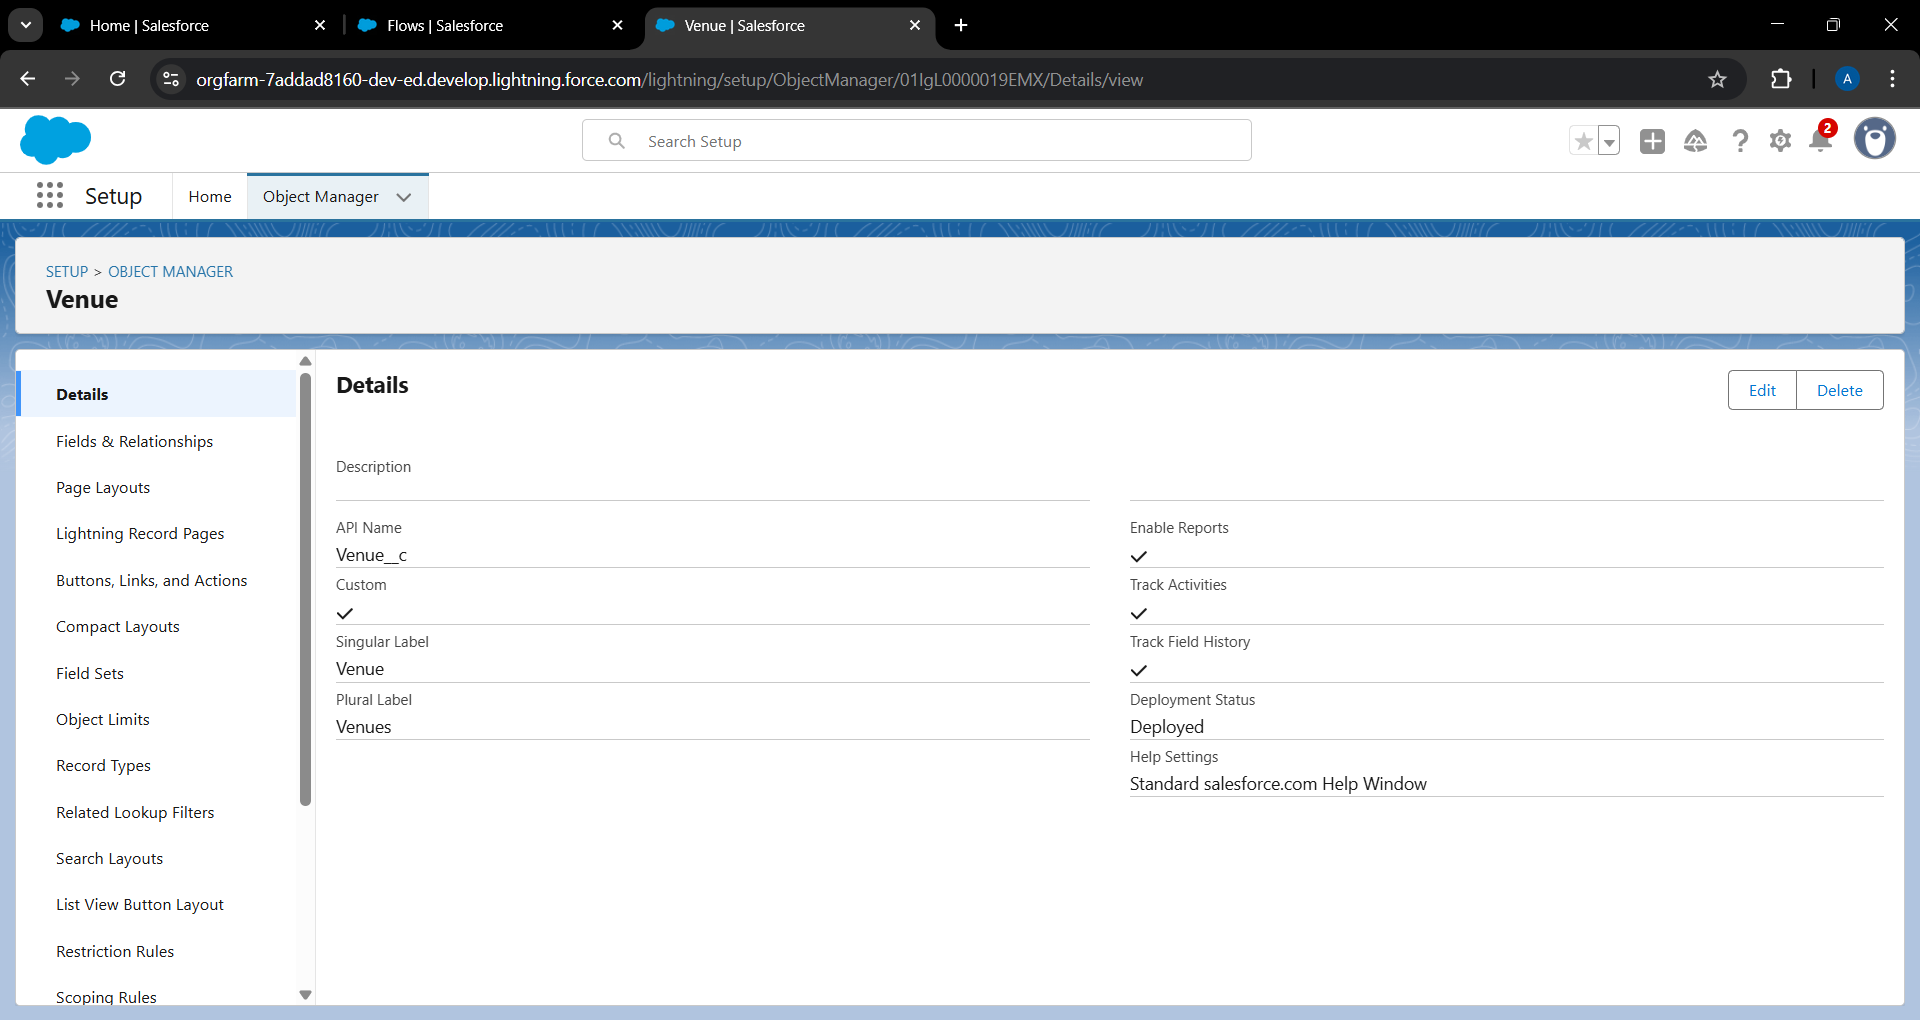 Home | Salesforce
Flows | Salesforce
Venue | Salesforce
orgfarm-7addad8160-dev-ed.develop.lightning.force.com/lightning/setup/ObjectManager/01IgL0000019EMX/Details/view
A
Search Setup
2
Setup
Home
Object Manager
SETUP > OBJECT MANAGER
Venue
Details
Fields & Relationships
Page Layouts
Lightning Record Pages
Buttons, Links, and Actions
Compact Layouts
Field Sets
Object Limits
Record Types
Related Lookup Filters
Search Layouts
List View Button Layout
Restriction Rules
Scoping Rules
Details
Edit
Delete
Description
API Name
Venue__c
Custom
Singular Label
Venue
Plural Label
Venues
Enable Reports
Track Activities
Track Field History
Deployment Status
Deployed
Help Settings
Standard salesforce.com Help Window